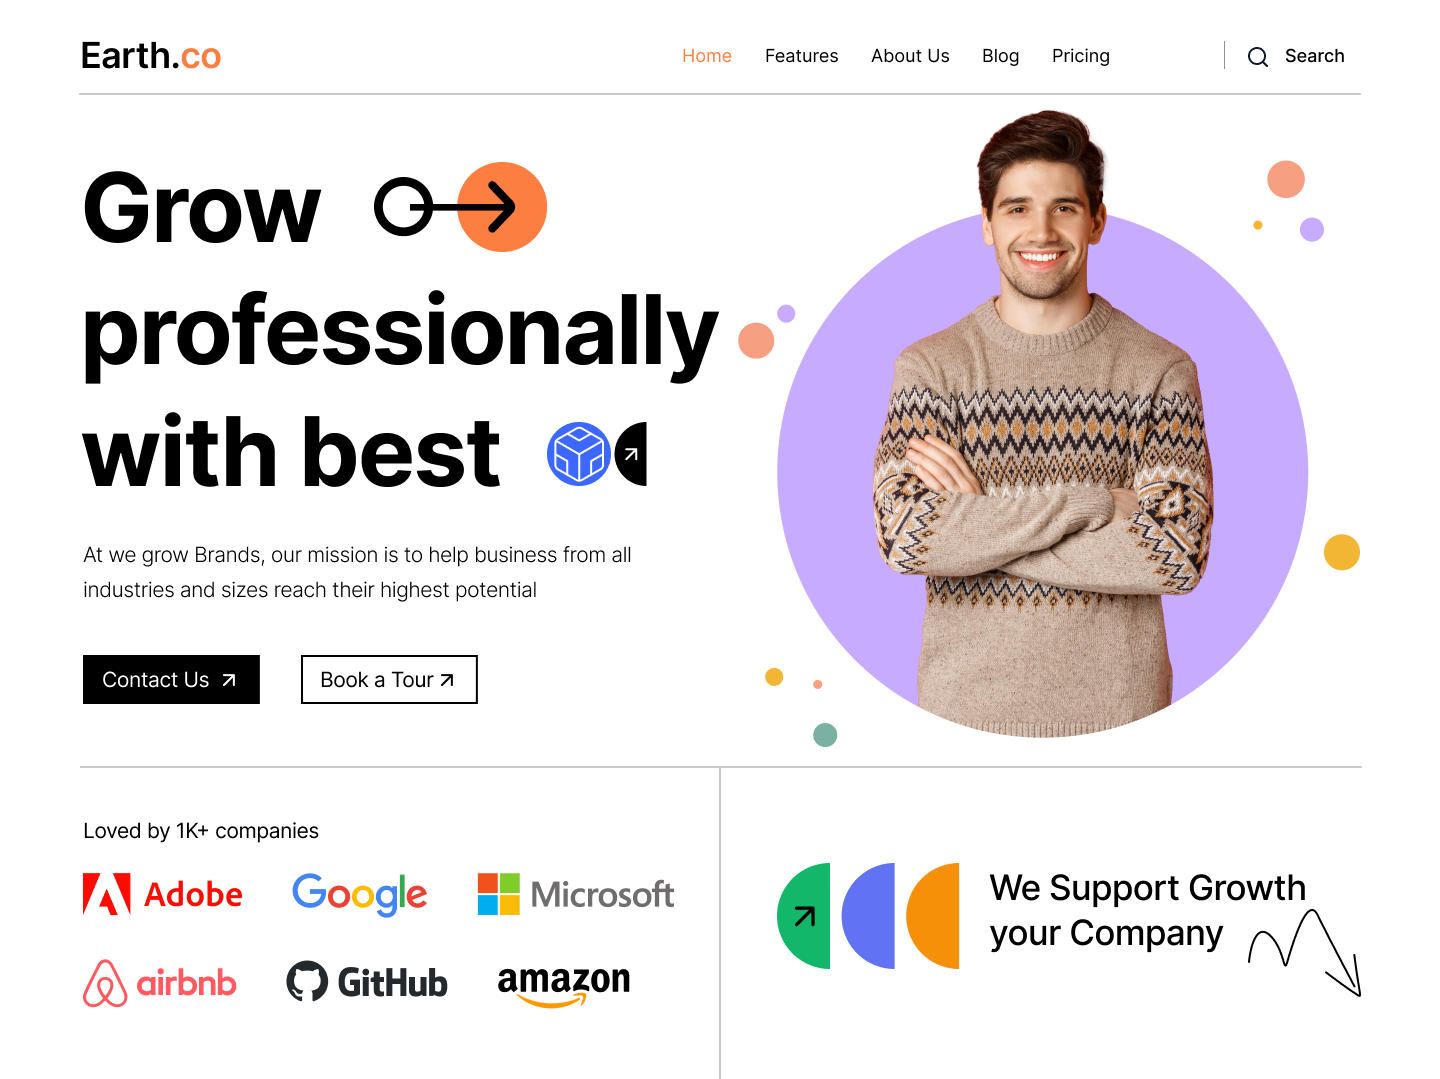 Earth.co
Home Features About Us Blog Pricing Search
Grow
professionally
with best
At we grow Brands, our mission is to help business from all
industries and sizes reach their highest potential
Contact Us
Book a Tour
Loved by 1K+ companies
Adobe Google Microsoft
airbnb GitHub amazon
We Support Growth
your Company